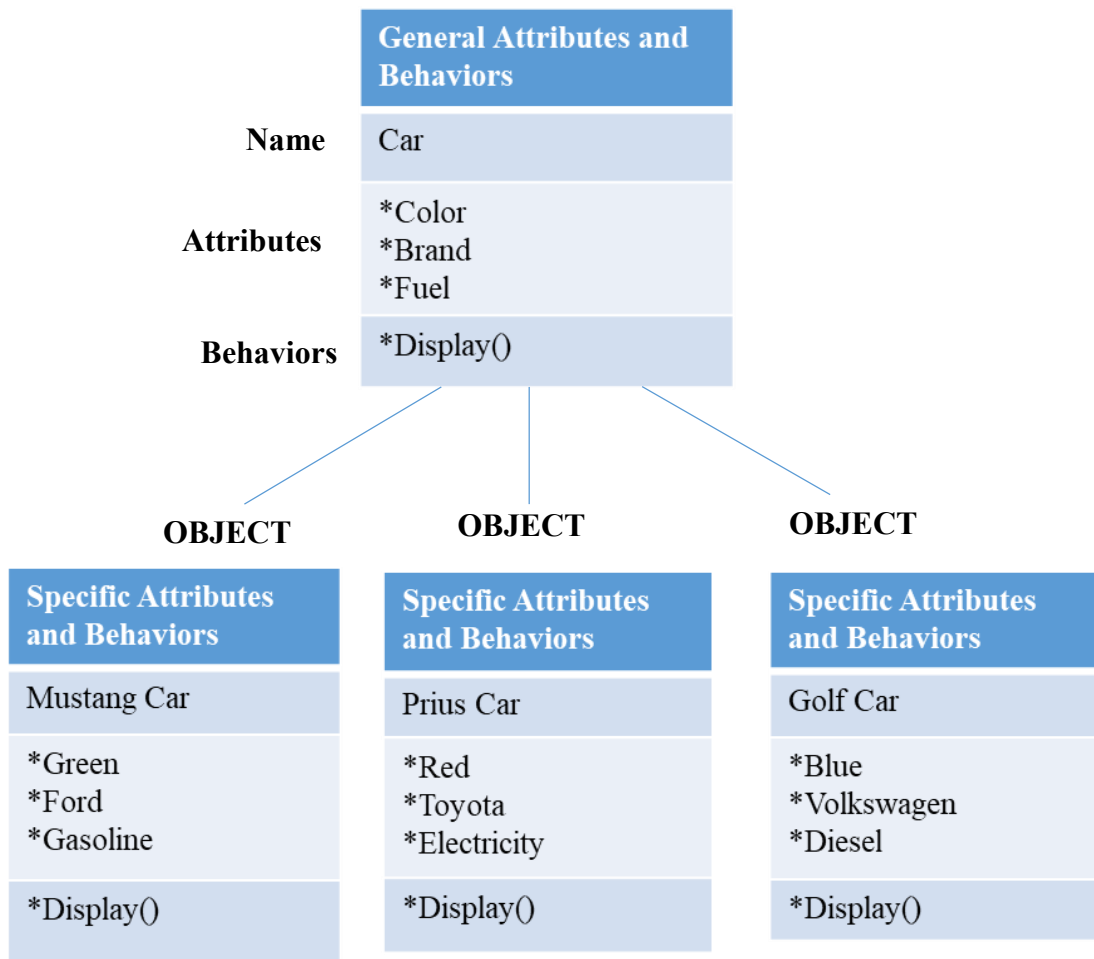 General Attributes and
Behaviors
Name
Car
Attributes
*Color
*Brand
*Fuel
Behaviors
*Display()
OBJECT
OBJECT
OBJECT
Specific Attributes
and Behaviors
Mustang Car
*Green
*Ford
*Gasoline
*Display()
Specific Attributes
and Behaviors
Prius Car
*Red
*Toyota
*Electricity
*Display()
Specific Attributes
and Behaviors
Golf Car
*Blue
*Volkswagen
*Diesel
*Display()